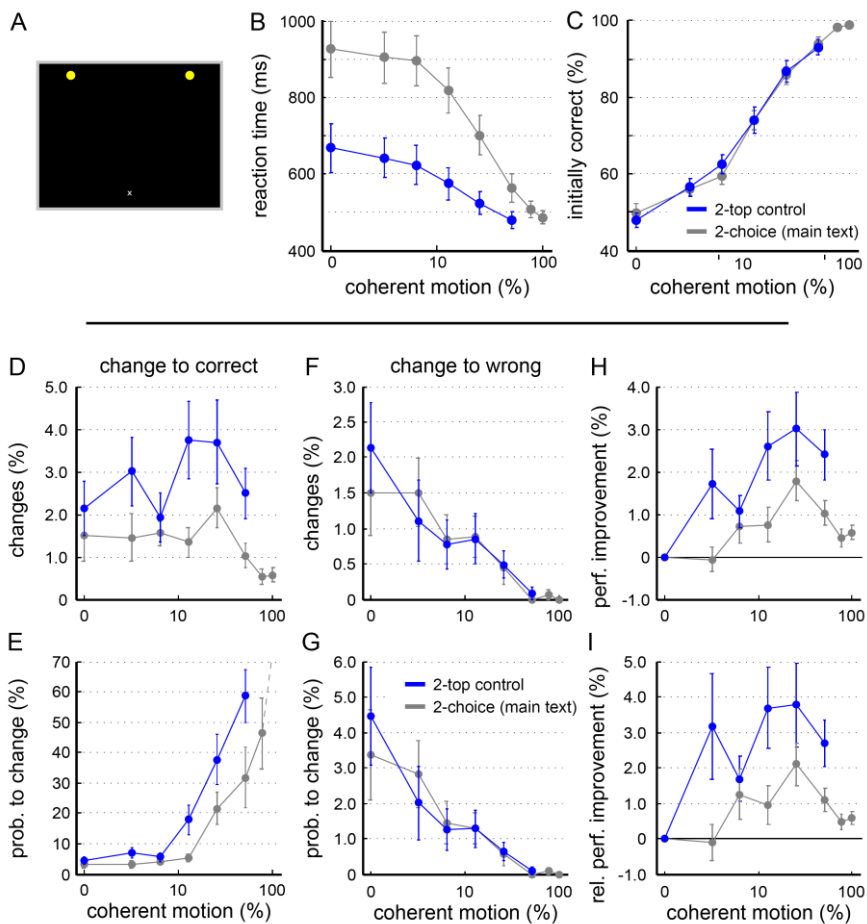 A
x
B
reaction time (ms)
1000
800
600
400
0
10
100
coherent motion (%)
C
initially correct (%)
100
80
60
40
2-top control
2-choice (main text)
0
10
100
coherent motion (%)
D
change to correct
changes (%)
5.0
4.0
3.0
2.0
1.0
0
0
10
100
F
change to wrong
changes (%)
3.0
2.5
2.0
1.5
1.0
0.5
0
0
10
100
H
perf. improvement (%)
4.0
3.0
2.0
1.0
0
-1.0
0
10
100
E
prob. to change (%)
70
60
50
40
30
20
10
0
0
10
100
coherent motion (%)
G
prob. to change (%)
6.0
5.0
4.0
3.0
2.0
1.0
0
2-top control
2-choice (main text)
0
10
100
coherent motion (%)
I
rel. perf. improvement (%)
5.0
4.0
3.0
2.0
1.0
0
-1.0
0
10
100
coherent motion (%)